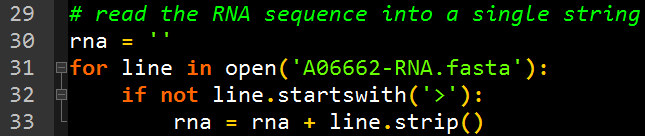 29 # read the RNA sequence into a single string
30 rna = ''
31 for line in open('A06662-RNA.fasta'):
32     if not line.startswith('>'):
33         rna = rna + line.strip()